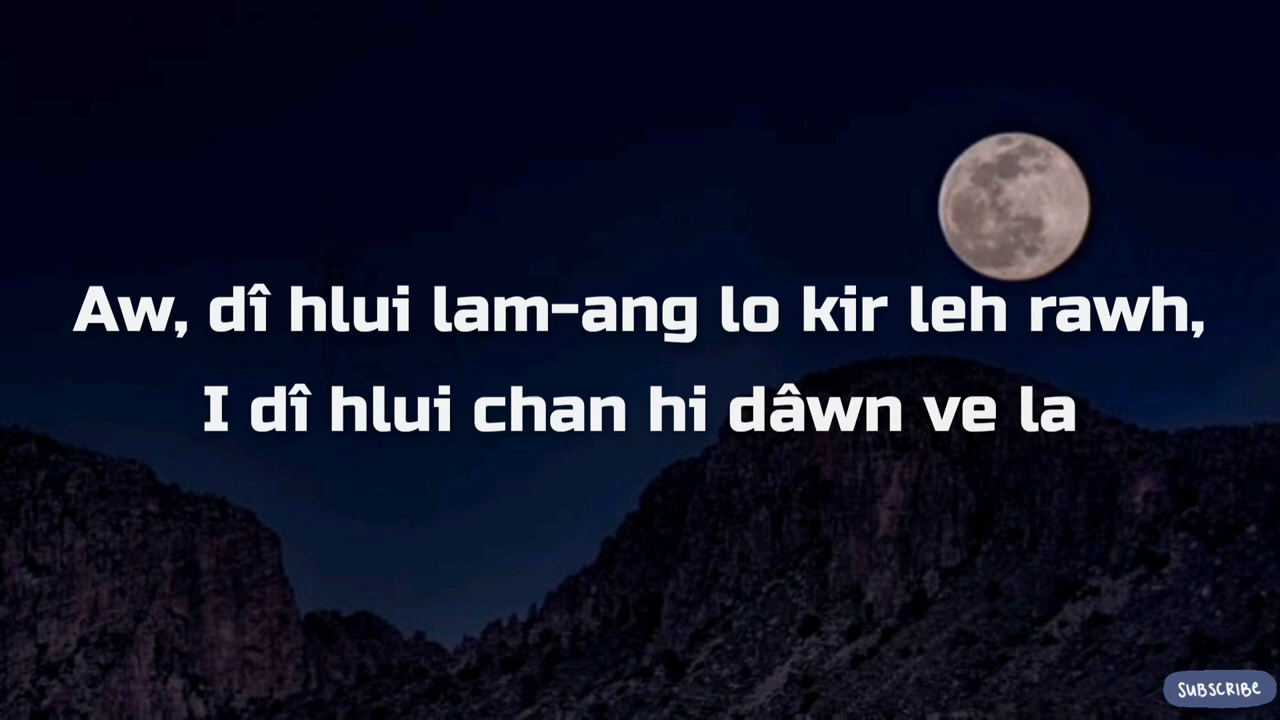 Aw, dî hlui lam-ang lo kir leh rawh,
I dî hlui chan hi dâwn ve la
SUBSCRIBE